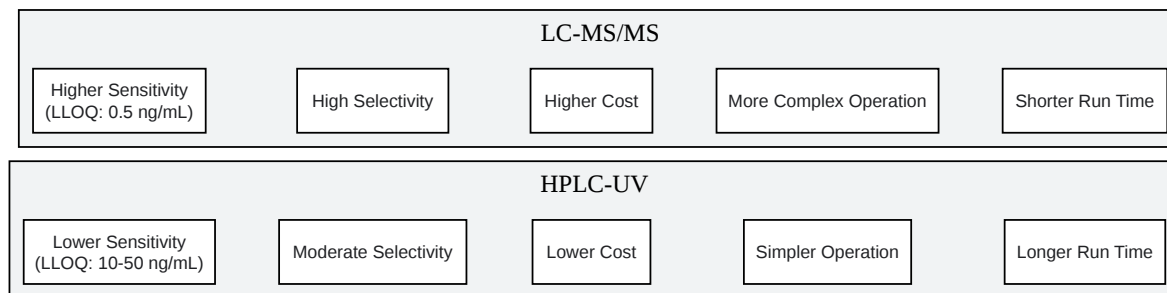 LC-MS/MS
Higher Sensitivity
(LLOQ: 0.5 ng/mL)
High Selectivity
Higher Cost
More Complex Operation
Shorter Run Time
HPLC-UV
Lower Sensitivity
(LLOQ: 10-50 ng/mL)
Moderate Selectivity
Lower Cost
Simpler Operation
Longer Run Time